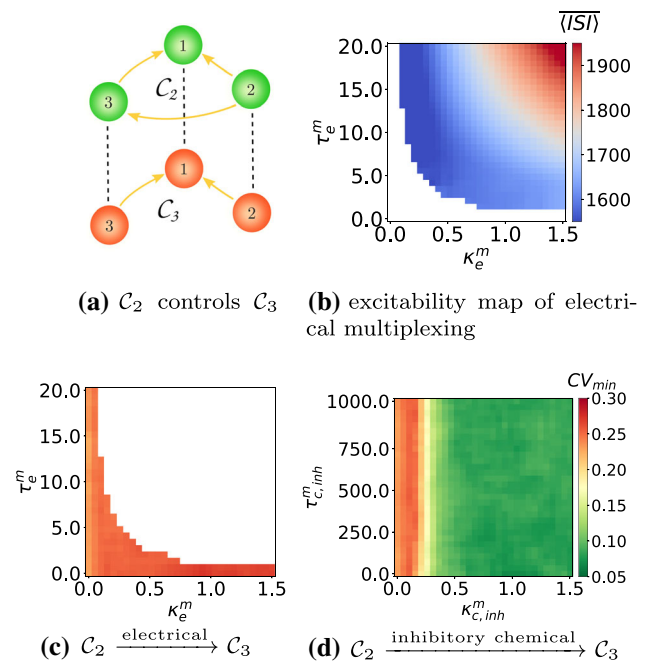 1
C₂
3
2
1
C₃
3
2
(a) C₂ controls C₃
⟨ISI⟩
20.0
15.0
10.0
5.0
0.0
τₑᵐ
0.0 0.5 1.0 1.5
κₑᵐ
1900
1800
1700
1600
(b) excitability map of electri-
cal multiplexing
20.0
15.0
10.0
5.0
0.0
τₑᵐ
0.0 0.5 1.0 1.5
κₑᵐ
(c) C₂ electrical C₃
CV_min
1000.0
750.0
500.0
250.0
0.0
τ^m_c,inh
0.0 0.5 1.0 1.5
κ^m_c,inh
0.30
0.25
0.20
0.15
0.10
0.05
(d) C₂ inhibitory chemical C₃